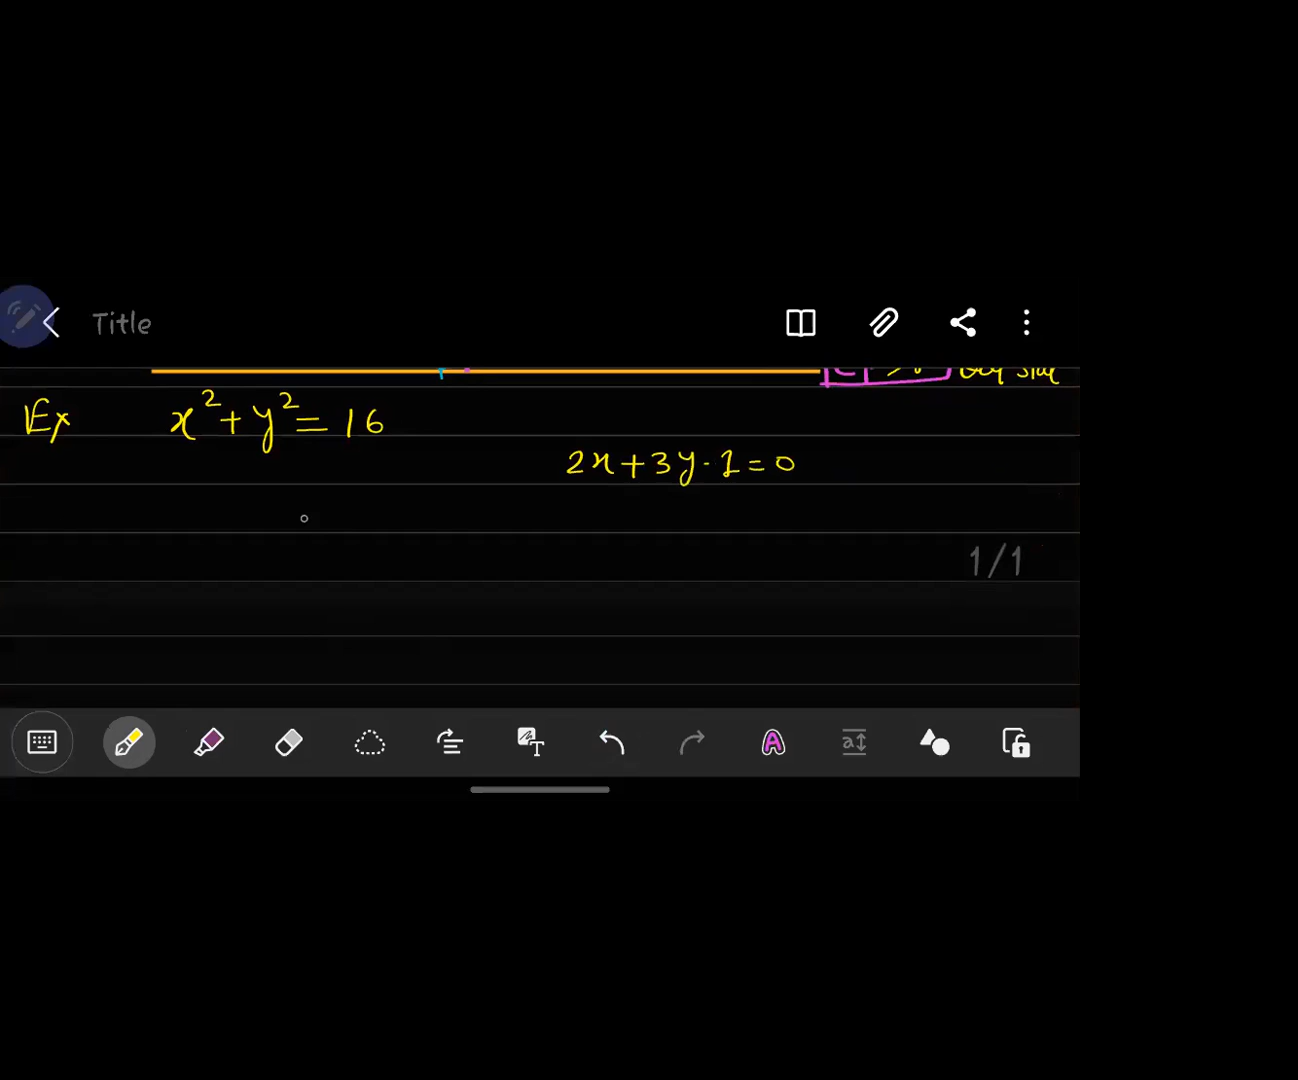 Title
Ex x² + y² = 16
2x + 3y · 1 = 0
1/1